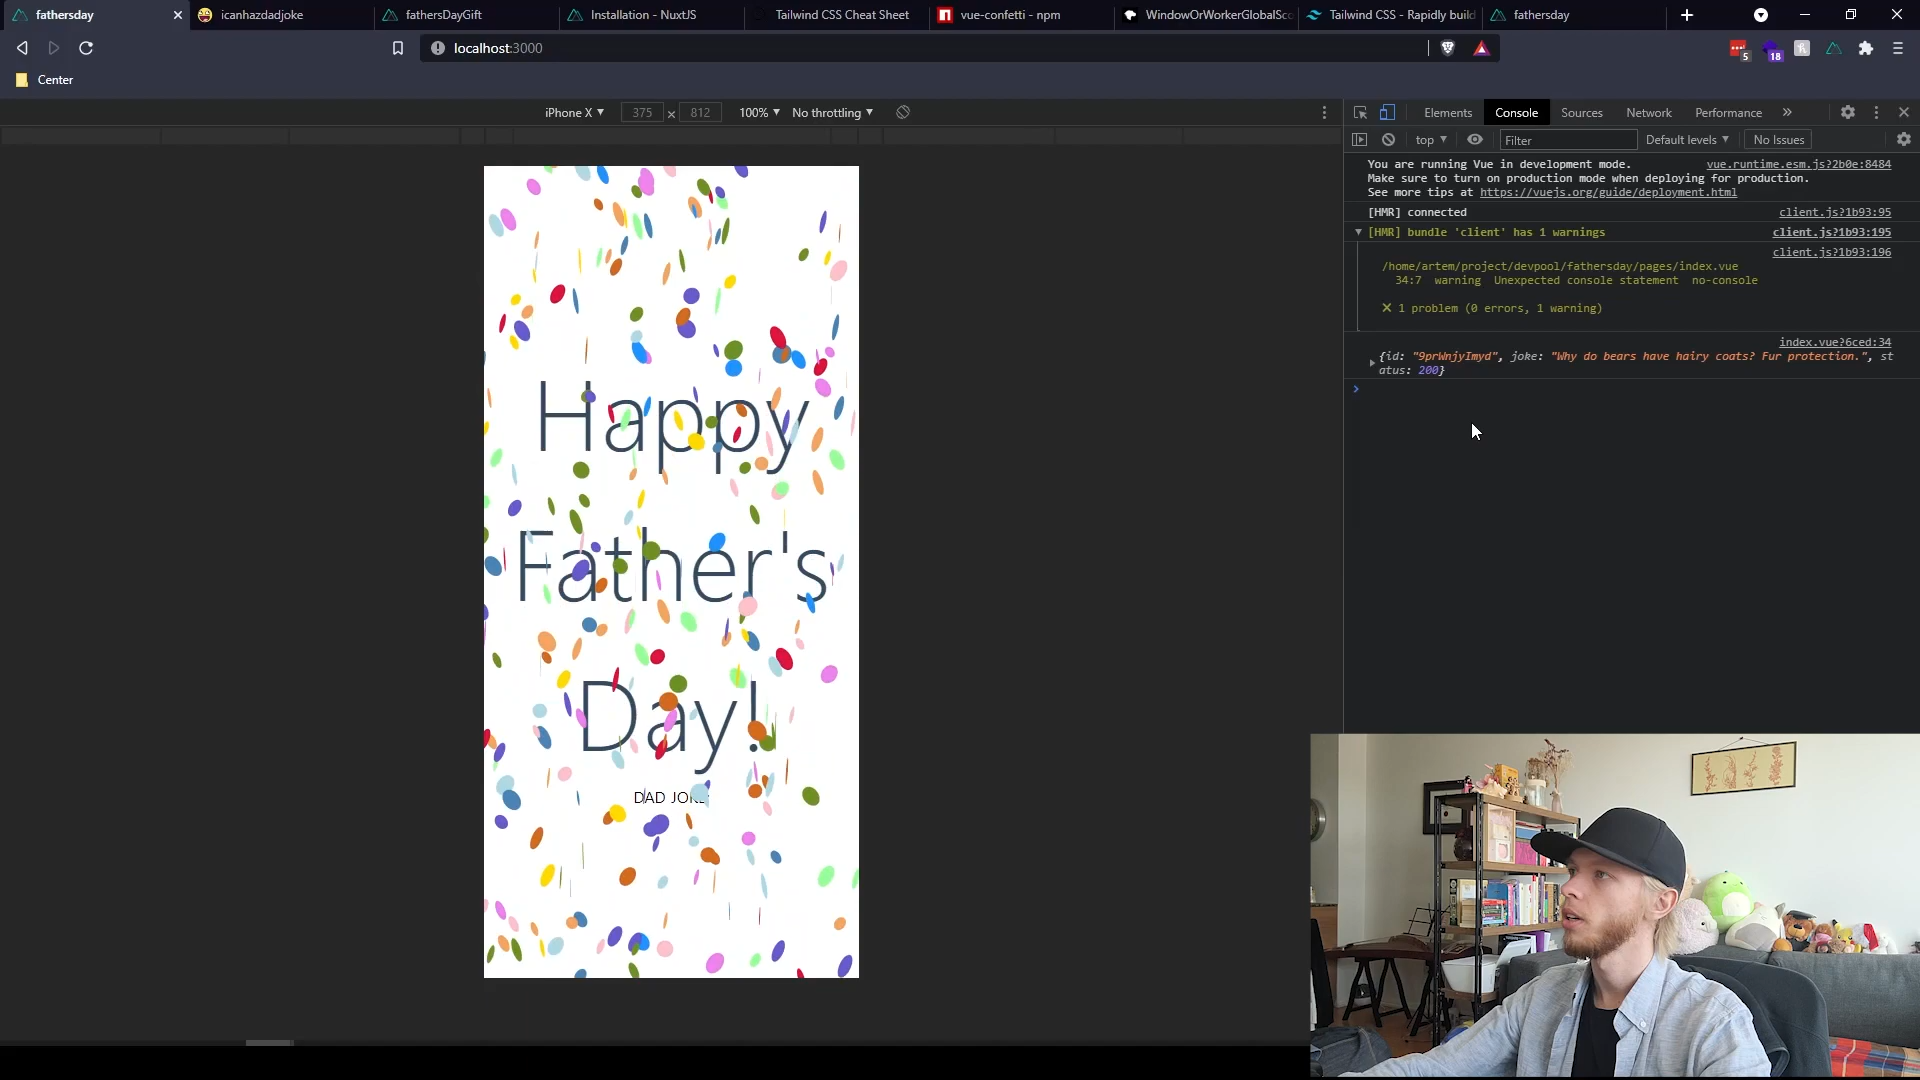 fathersday
icanhazdadjoke
fathersDayGift
Installation - NuxtJS
Tailwind CSS Cheat Sheet
vue-confetti - npm
WindowOrWorkerGlobalSc
Tailwind CSS - Rapidly build
fathersday
localhost:3000
5
18
Center
iPhone X
375
x
812
100%
No throttling
Elements
Console
Sources
Network
Performance
top
Filter
Default levels
No Issues
You are running Vue in development mode. vue.runtime.esm.js?2b0e:8484
Make sure to turn on production mode when deploying for production.
See more tips at https://vuejs.org/guide/deployment.html
[HMR] connected client.js?1b93:95
[HMR] bundle 'client' has 1 warnings client.js?1b93:195
client.js?1b93:196
/home/artem/project/devpool/fathersday/pages/index.vue
34:7 warning Unexpected console statement no-console
✕ 1 problem (0 errors, 1 warning)
index.vue?6ced:34
{id: "9prWnjyImyd", joke: "Why do bears have hairy coats? Fur protection.", st
atus: 200}
Happy
Father's
Day!
DAD JOKE